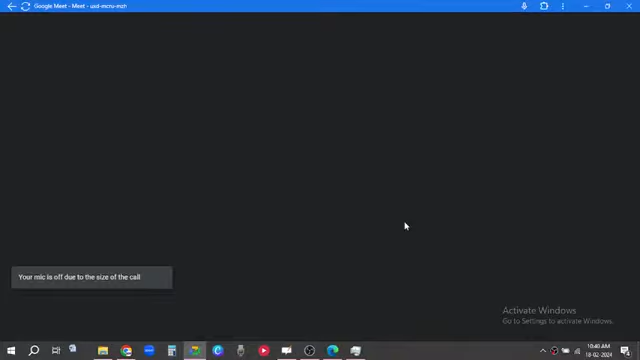 Google Meet - Meet - usd-mcru-mzh
Your mic is off due to the size of the call
Activate Windows
Go to Settings to activate Windows.
10:40 AM
18-02-2024